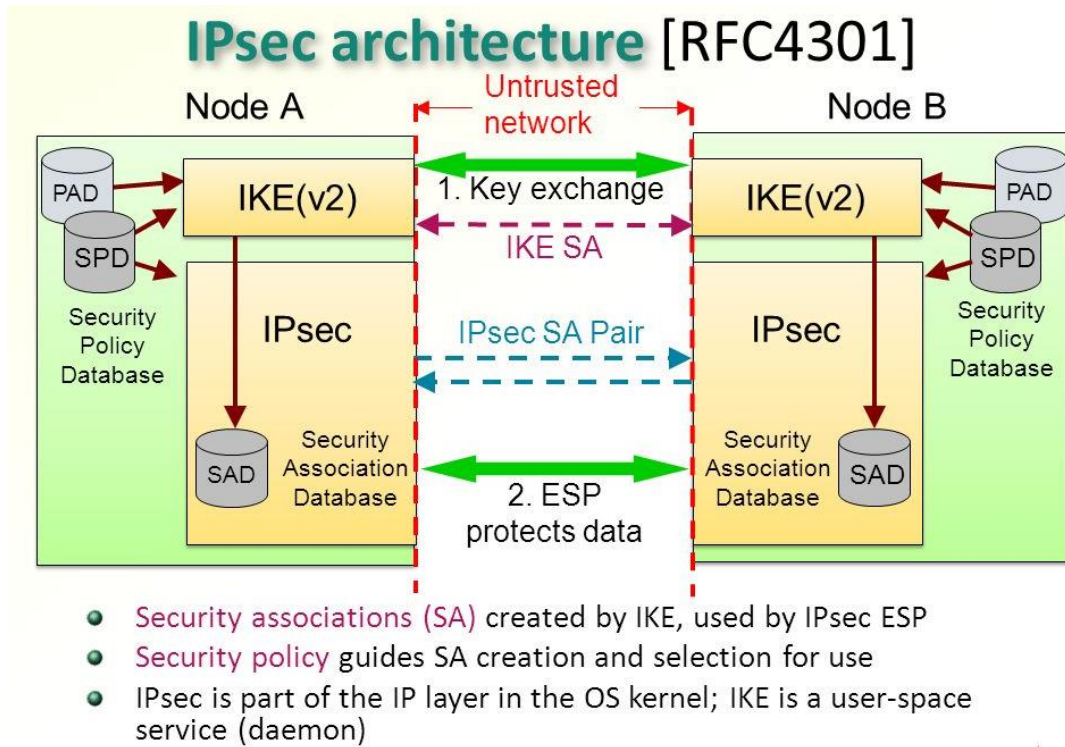 IPsec architecture [RFC4301]
Node A
Untrusted
network
Node B
PAD
SPD
Security
Policy
Database
IKE(v2)
IPsec
SAD
Security
Association
Database
1. Key exchange
IKE SA
IPsec SA Pair
2. ESP
protects data
IKE(v2)
IPsec
Security
Association
Database
SAD
PAD
SPD
Security
Policy
Database
Security associations (SA) created by IKE, used by IPsec ESP
Security policy guides SA creation and selection for use
IPsec is part of the IP layer in the OS kernel; IKE is a user-space
service (daemon)